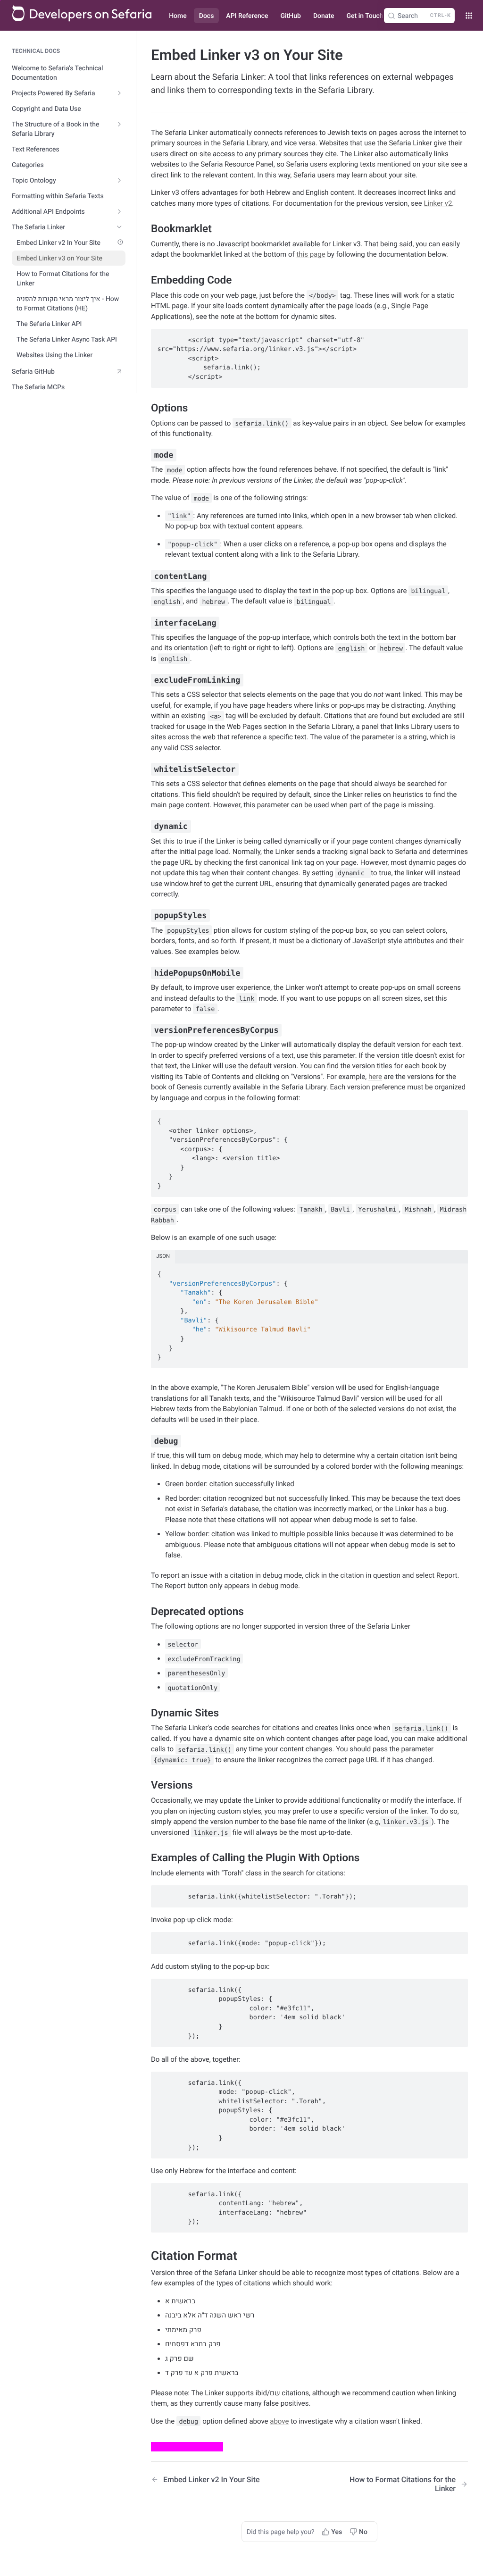 Developers on Sefaria
Home Docs API Reference GitHub Donate Get in Touch Search CTRL-K
TECHNICAL DOCS
Welcome to Sefaria's Technical
Documentation
Projects Powered By Sefaria
Copyright and Data Use
The Structure of a Book in the
Sefaria Library
Text References
Categories
Topic Ontology
Formatting within Sefaria Texts
Additional API Endpoints
The Sefaria Linker
Embed Linker v2 In Your Site
Embed Linker v3 on Your Site
How to Format Citations for the
Linker
איך ליצור מראי מקורות להפניה - How
to Format Citations (HE)
The Sefaria Linker API
The Sefaria Linker Async Task API
Websites Using the Linker
Sefaria GitHub
The Sefaria MCPs
Embed Linker v3 on Your Site
Learn about the Sefaria Linker: A tool that links references on external webpages
and links them to corresponding texts in the Sefaria Library.
The Sefaria Linker automatically connects references to Jewish texts on pages across the internet to
primary sources in the Sefaria Library, and vice versa. Websites that use the Sefaria Linker give their
users direct on-site access to any primary sources they cite. The Linker also automatically links
websites to the Sefaria Resource Panel, so Sefaria users exploring texts mentioned on your site see a
direct link to the relevant content. In this way, Sefaria users may learn about your site.
Linker v3 offers advantages for both Hebrew and English content. It decreases incorrect links and
catches many more types of citations. For documentation for the previous version, see Linker v2.
Bookmarklet
Currently, there is no Javascript bookmarklet available for Linker v3. That being said, you can easily
adapt the bookmarklet linked at the bottom of this page by following the documentation below.
Embedding Code
Place this code on your web page, just before the </body> tag. These lines will work for a static
HTML page. If your site loads content dynamically after the page loads (e.g., Single Page
Applications), see the note at the bottom for dynamic sites.
<script type="text/javascript" charset="utf-8"
src="https://www.sefaria.org/linker.v3.js"></script>
<script>
sefaria.link();
</script>
Options
Options can be passed to sefaria.link() as key-value pairs in an object. See below for examples
of this functionality.
mode
The mode option affects how the found references behave. If not specified, the default is "link"
mode. Please note: In previous versions of the Linker, the default was "pop-up-click".
The value of mode is one of the following strings:
• "link" : Any references are turned into links, which open in a new browser tab when clicked.
No pop-up box with textual content appears.
• "popup-click" : When a user clicks on a reference, a pop-up box opens and displays the
relevant textual content along with a link to the Sefaria Library.
contentLang
This specifies the language used to display the text in the pop-up box. Options are bilingual ,
english , and hebrew . The default value is bilingual .
interfaceLang
This specifies the language of the pop-up interface, which controls both the text in the bottom bar
and its orientation (left-to-right or right-to-left). Options are english or hebrew . The default value
is english .
excludeFromLinking
This sets a CSS selector that selects elements on the page that you do not want linked. This may be
useful, for example, if you have page headers where links or pop-ups may be distracting. Anything
within an existing <a> tag will be excluded by default. Citations that are found but excluded are still
tracked for usage in the Web Pages section in the Sefaria Library, a panel that links Library users to
sites across the web that reference a specific text. The value of the parameter is a string, which is
any valid CSS selector.
whitelistSelector
This sets a CSS selector that defines elements on the page that should always be searched for
citations. This field shouldn't be required by default, since the Linker relies on heuristics to find the
main page content. However, this parameter can be used when part of the page is missing.
dynamic
Set this to true if the Linker is being called dynamically or if your page content changes dynamically
after the initial page load. Normally, the Linker sends a tracking signal back to Sefaria and determines
the page URL by checking the first canonical link tag on your page. However, most dynamic pages do
not update this tag when their content changes. By setting dynamic to true, the linker will instead
use window.href to get the current URL, ensuring that dynamically generated pages are tracked
correctly.
popupStyles
The popupStyles ption allows for custom styling of the pop-up box, so you can select colors,
borders, fonts, and so forth. If present, it must be a dictionary of JavaScript-style attributes and their
values. See examples below.
hidePopupsOnMobile
By default, to improve user experience, the Linker won't attempt to create pop-ups on small screens
and instead defaults to the link mode. If you want to use popups on all screen sizes, set this
parameter to false .
versionPreferencesByCorpus
The pop-up window created by the Linker will automatically display the default version for each text.
In order to specify preferred versions of a text, use this parameter. If the version title doesn't exist for
that text, the Linker will use the default version. You can find the version titles for each book by
visiting its Table of Contents and clicking on "Versions". For example, here are the versions for the
book of Genesis currently available in the Sefaria Library. Each version preference must be organized
by language and corpus in the following format:
{
<other linker options>,
"versionPreferencesByCorpus": {
<corpus>: {
<lang>: <version title>
}
}
}
corpus can take one of the following values: Tanakh , Bavli , Yerushalmi , Mishnah , Midrash
Rabbah .
Below is an example of one such usage:
JSON
{
"versionPreferencesByCorpus": {
"Tanakh": {
"en": "The Koren Jerusalem Bible"
},
"Bavli": {
"he": "Wikisource Talmud Bavli"
}
}
}
In the above example, "The Koren Jerusalem Bible" version will be used for English-language
translations for all Tanakh texts, and the "Wikisource Talmud Bavli" version will be used for all
Hebrew texts from the Babylonian Talmud. If one or both of the selected versions do not exist, the
defaults will be used in their place.
debug
If true, this will turn on debug mode, which may help to determine why a certain citation isn't being
linked. In debug mode, citations will be surrounded by a colored border with the following meanings:
• Green border: citation successfully linked
• Red border: citation recognized but not successfully linked. This may be because the text does
not exist in Sefaria's database, the citation was incorrectly marked, or the Linker has a bug.
Please note that these citations will not appear when debug mode is set to false.
• Yellow border: citation was linked to multiple possible links because it was determined to be
ambiguous. Please note that ambiguous citations will not appear when debug mode is set to
false.
To report an issue with a citation in debug mode, click in the citation in question and select Report.
The Report button only appears in debug mode.
Deprecated options
The following options are no longer supported in version three of the Sefaria Linker
• selector
• excludeFromTracking
• parenthesesOnly
• quotationOnly
Dynamic Sites
The Sefaria Linker's code searches for citations and creates links once when sefaria.link() is
called. If you have a dynamic site on which content changes after page load, you can make additional
calls to sefaria.link() any time your content changes. You should pass the parameter
{dynamic: true} to ensure the linker recognizes the correct page URL if it has changed.
Versions
Occasionally, we may update the Linker to provide additional functionality or modify the interface. If
you plan on injecting custom styles, you may prefer to use a specific version of the linker. To do so,
simply append the version number to the base file name of the linker (e.g, linker.v3.js ). The
unversioned linker.js file will always be the most up-to-date.
Examples of Calling the Plugin With Options
Include elements with "Torah" class in the search for citations:
sefaria.link({whitelistSelector: ".Torah"});
Invoke pop-up-click mode:
sefaria.link({mode: "popup-click"});
Add custom styling to the pop-up box:
sefaria.link({
popupStyles: {
color: "#e3fc11",
border: '4em solid black'
}
});
Do all of the above, together:
sefaria.link({
mode: "popup-click",
whitelistSelector: ".Torah",
popupStyles: {
color: "#e3fc11",
border: '4em solid black'
}
});
Use only Hebrew for the interface and content:
sefaria.link({
contentLang: "hebrew",
interfaceLang: "hebrew"
});
Citation Format
Version three of the Sefaria Linker should be able to recognize most types of citations. Below are a
few examples of the types of citations which should work:
• בראשית א
• רשי ראש השנה ד״ה אלא ביבנה
• פרק מאימתי
• פרק בתרא דפסחים
• שם פרק ג
• בראשית פרק א עד פרק ד
Please note: The Linker supports ibid/שם citations, although we recommend caution when linking
them, as they currently cause many false positives.
Use the debug option defined above above to investigate why a citation wasn't linked.
Embed Linker v2 In Your Site
How to Format Citations for the
Linker
Did this page help you? Yes No